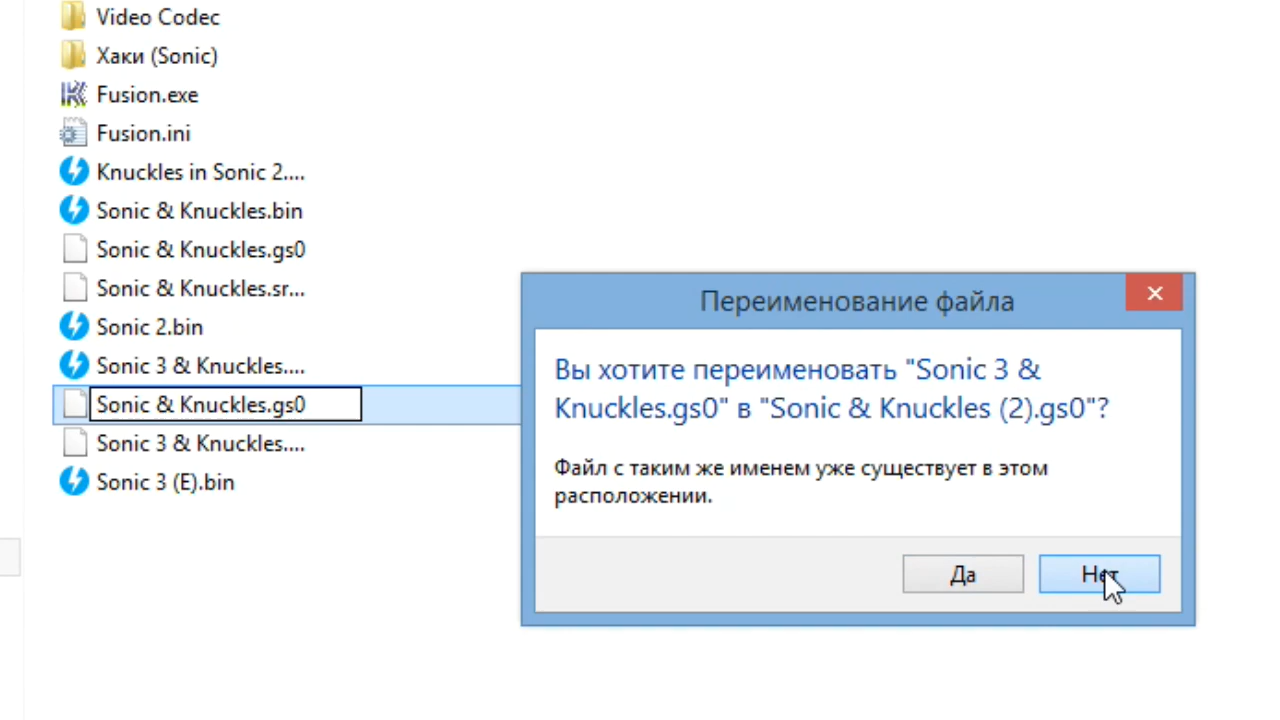 Video Codec
Хаки (Sonic)
Fusion.exe
Fusion.ini
Knuckles in Sonic 2....
Sonic & Knuckles.bin
Sonic & Knuckles.gs0
Sonic & Knuckles.sr...
Sonic 2.bin
Sonic 3 & Knuckles....
Sonic & Knuckles.gs0
Sonic 3 & Knuckles....
Sonic 3 (E).bin
Переименование файла
Вы хотите переименовать "Sonic 3 &
Knuckles.gs0" в "Sonic & Knuckles (2).gs0"?
Файл с таким же именем уже существует в этом
расположении.
Да
Нет